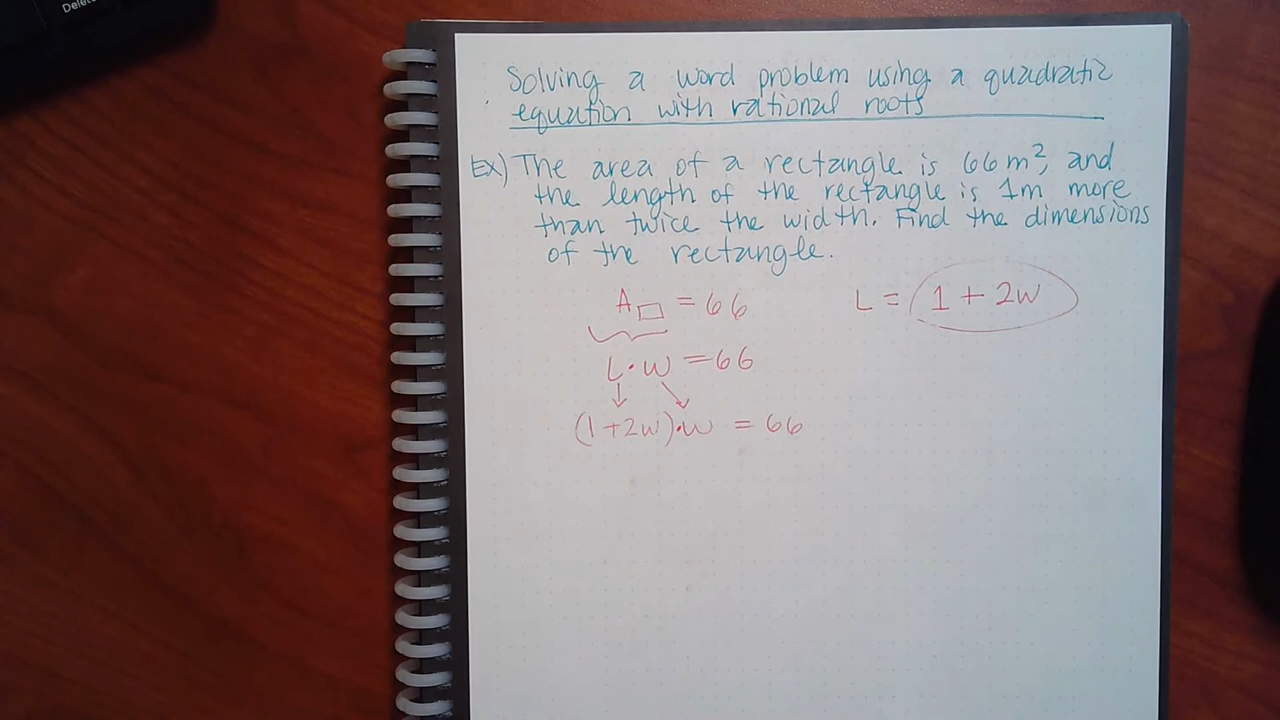 Delete
Solving a word problem using a quadratic
equation with rational roots
Ex) The area of a rectangle is 66m², and
the length of the rectangle is 1m more
than twice the width. Find the dimensions
of the rectangle.
A▭ = 66 L = 1 + 2w
L·w = 66
(1+2w)·w = 66